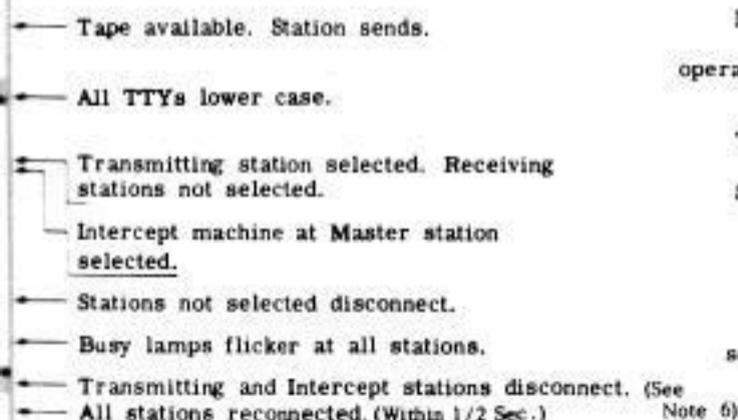 Tape available. Station sends.
opera
All TTYs lower case.
Transmitting station selected. Receiving
stations not selected.
Intercept machine at Master station
selected.
Stations not selected disconnect.
Busy lamps flicker at all stations.
Transmitting and Intercept stations disconnect. (See
Note 6)
All stations reconnected. (Within 1/2 Sec.)